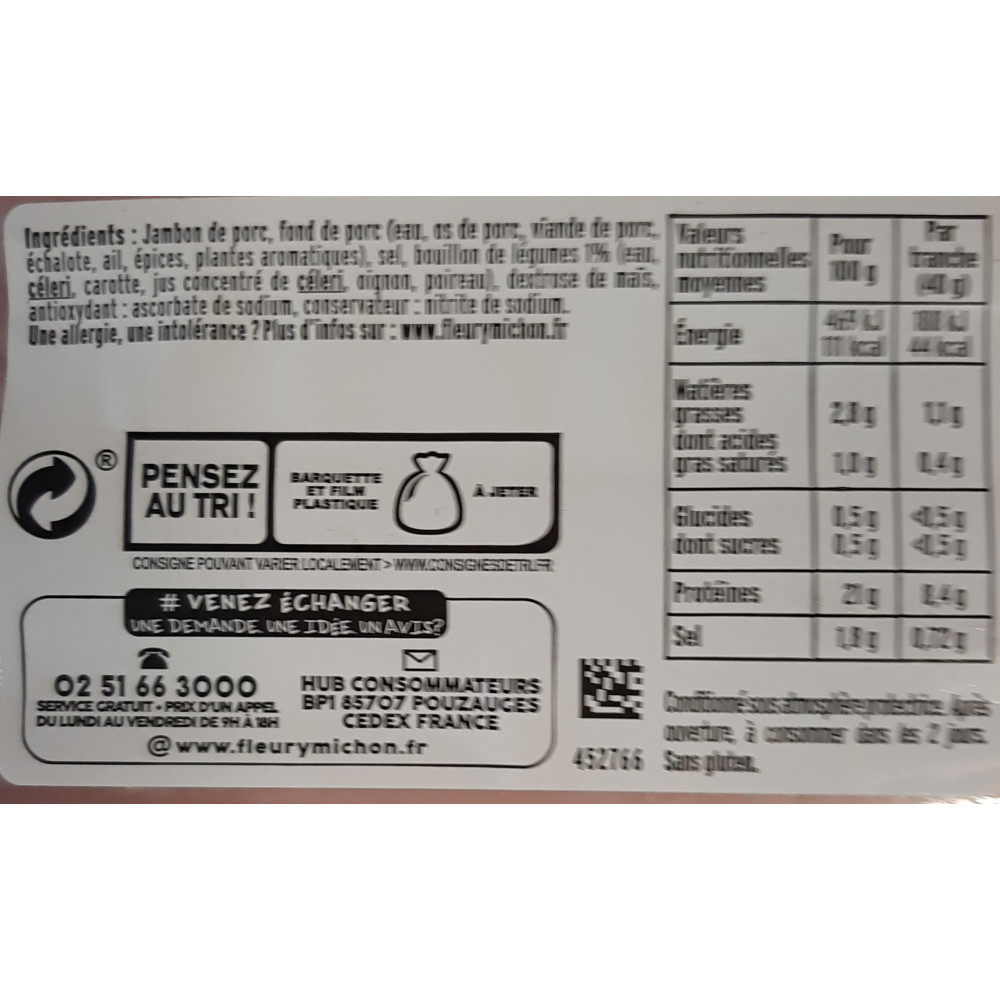 Ingrédients : Jambon de porc, fond de porc (eau, os de porc, viande de porc,
échalote, ail, épices, plantes aromatiques), sel, bouillon de légumes 1% (eau,
céleri, carotte, jus concentré de céleri, oignon, poireau), dextrose de maïs,
antioxydant : ascorbate de sodium, conservateur : nitrite de sodium.
Une allergie, une intolérance ? Plus d'infos sur : www.fleurymichon.fr
®
PENSEZ
AU TRI !
BARQUETTE
ET FILM
PLASTIQUE
À JETER
CONSIGNE POUVANT VARIER LOCALEMENT > WWW.CONSIGNESDETRI.FR
# VENEZ ÉCHANGER
UNE DEMANDE, UNE IDÉE, UN AVIS?
02 51 66 3000
SERVICE GRATUIT • PRIX D'UN APPEL
DU LUNDI AU VENDREDI DE 9H À 18H
HUB CONSOMMATEURS
BP1 85707 POUZAUGES
CEDEX FRANCE
@ www.fleurymichon.fr
452766
Valeurs
nutritionnelles
moyennes
Pour
100 g
Par
tranche
(40 g)
Énergie
kJ
111 kcal
kJ
44 kcal
Matières
grasses 2,8 g 1,1 g
dont acides
gras saturés 1,0 g 0,4 g
Glucides 0,5 g <0,5 g
dont sucres 0,5 g <0,5 g
Protéines 21 g 8,4 g
Sel 1,8 g 0,72 g
Conditionné sous atmosphère protectrice. Après
ouverture, à consommer dans les 2 jours.
Sans gluten.